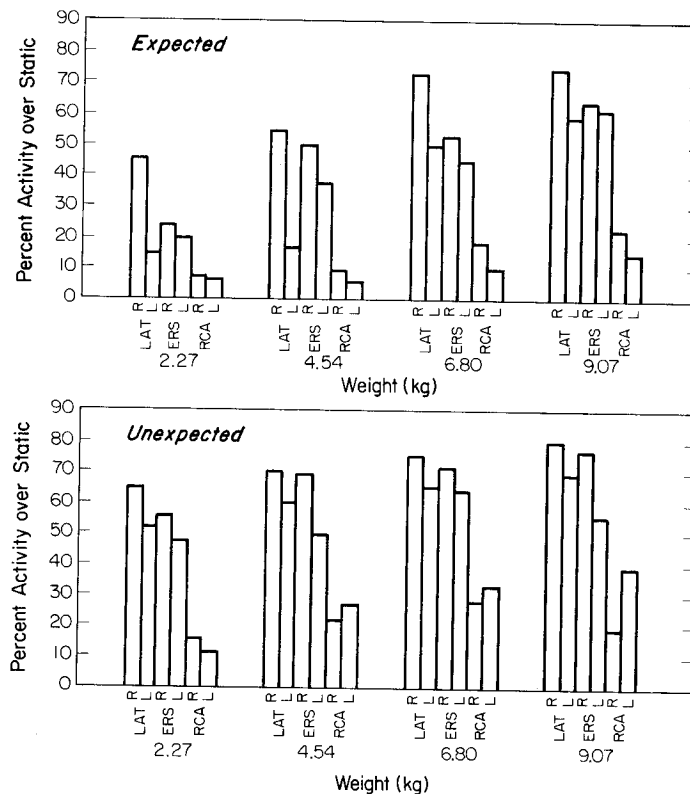 Expected
Percent Activity over Static
90
80
70
60
50
40
30
20
10
0
R L R L R L
LAT ERS RCA
2.27
R L R L R L
LAT ERS RCA
4.54
R L R L R L
LAT ERS RCA
6.80
R L R L R L
LAT ERS RCA
9.07
Weight (kg)
Unexpected
Percent Activity over Static
90
80
70
60
50
40
30
20
10
0
R L R L R L
LAT ERS RCA
2.27
R L R L R L
LAT ERS RCA
4.54
R L R L R L
LAT ERS RCA
6.80
R L R L R L
LAT ERS RCA
9.07
Weight (kg)